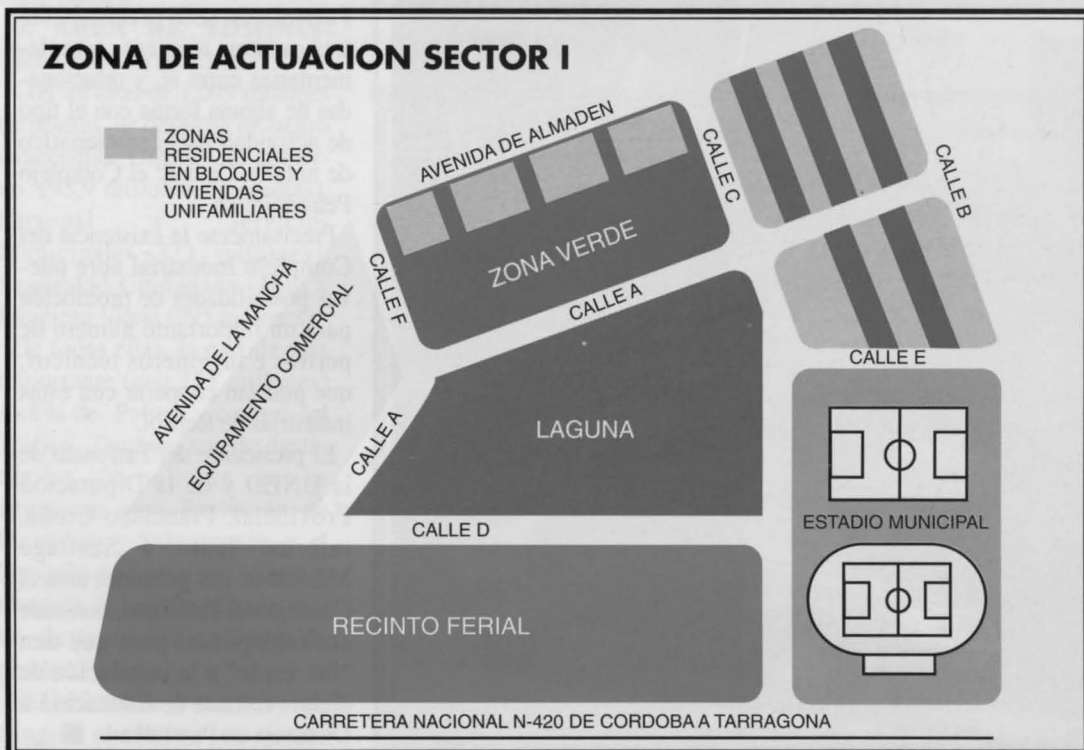 ZONA DE ACTUACION SECTOR I
ZONAS
RESIDENCIALES
EN BLOQUES Y
VIVIENDAS
UNIFAMILIARES
AVENIDA DE ALMADEN
CALLE C
CALLE B
ZONA VERDE
CALLE F
CALLE A
AVENIDA DE LA MANCHA
EQUIPAMIENTO COMERCIAL
CALLE E
CALLE A
LAGUNA
CALLE D
ESTADIO MUNICIPAL
RECINTO FERIAL
CARRETERA NACIONAL N-420 DE CORDOBA A TARRAGONA